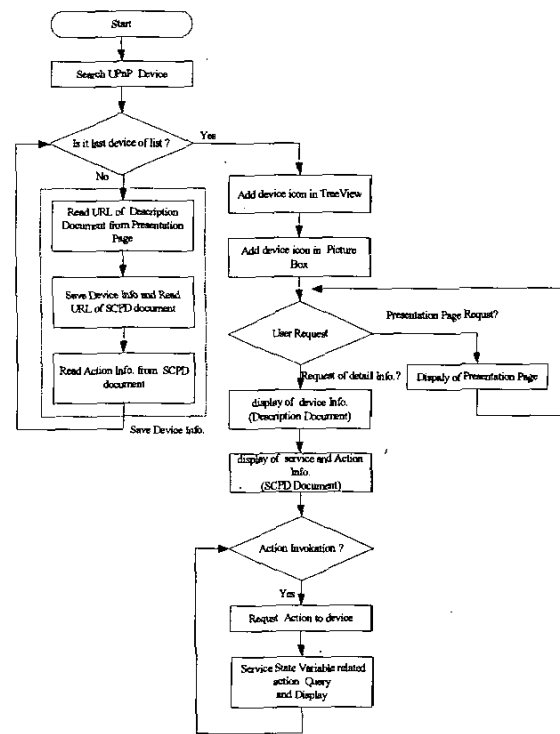 Start
Search UPnP Device
Is it last device of list ?
Yes
No
Read URL of Description
Document from Presentation
Page
Save Device Info and Read
URL of SCPD document
Read Action Info. from SCPD
document
Save Device Info.
Add device icon in TreeView
Add device icon in Picture
Box
User Request
Presentation Page Requst?
Dispaly of Presentation Page
Request of detail info.?
display of device Info.
(Description Document)
display of service and Action
Info.
(SCPD Document)
Action Invokation ?
Yes
Requst Action to device
Service State Variable related
action Query
and Display